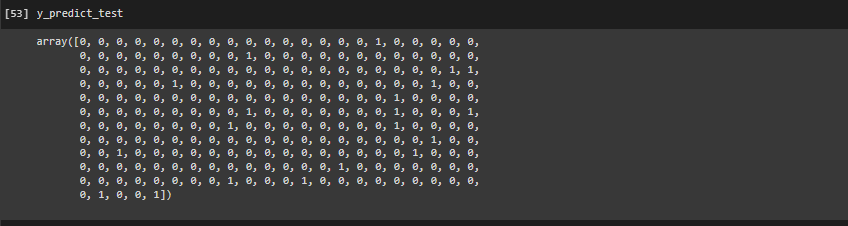 [53] y_predict_test
array([0, 0, 0, 0, 0, 0, 0, 0, 0, 0, 0, 0, 0, 0, 0, 0, 1, 0, 0, 0, 0, 0,
0, 0, 0, 0, 0, 0, 0, 0, 0, 1, 0, 0, 0, 0, 0, 0, 0, 0, 0, 0, 0, 0,
0, 0, 0, 0, 0, 0, 0, 0, 0, 0, 0, 0, 0, 0, 0, 0, 0, 0, 0, 0, 1, 1,
0, 0, 0, 0, 0, 1, 0, 0, 0, 0, 0, 0, 0, 0, 0, 0, 0, 0, 0, 1, 0, 0,
0, 0, 0, 0, 0, 0, 0, 0, 0, 0, 0, 0, 0, 0, 0, 0, 0, 1, 0, 0, 0, 0,
0, 0, 0, 0, 0, 0, 0, 0, 0, 1, 0, 0, 0, 0, 0, 0, 0, 1, 0, 0, 0, 1,
0, 0, 0, 0, 0, 0, 0, 0, 1, 0, 0, 0, 0, 0, 0, 0, 0, 1, 0, 0, 0, 0,
0, 0, 0, 0, 0, 0, 0, 0, 0, 0, 0, 0, 0, 0, 0, 0, 0, 0, 0, 1, 0, 0,
0, 0, 1, 0, 0, 0, 0, 0, 0, 0, 0, 0, 0, 0, 0, 0, 0, 0, 1, 0, 0, 0,
0, 0, 0, 0, 0, 0, 0, 0, 0, 0, 0, 0, 0, 0, 1, 0, 0, 0, 0, 0, 0, 0,
0, 0, 0, 0, 0, 0, 0, 0, 1, 0, 0, 0, 1, 0, 0, 0, 0, 0, 0, 0, 0, 0,
0, 1, 0, 0, 1])